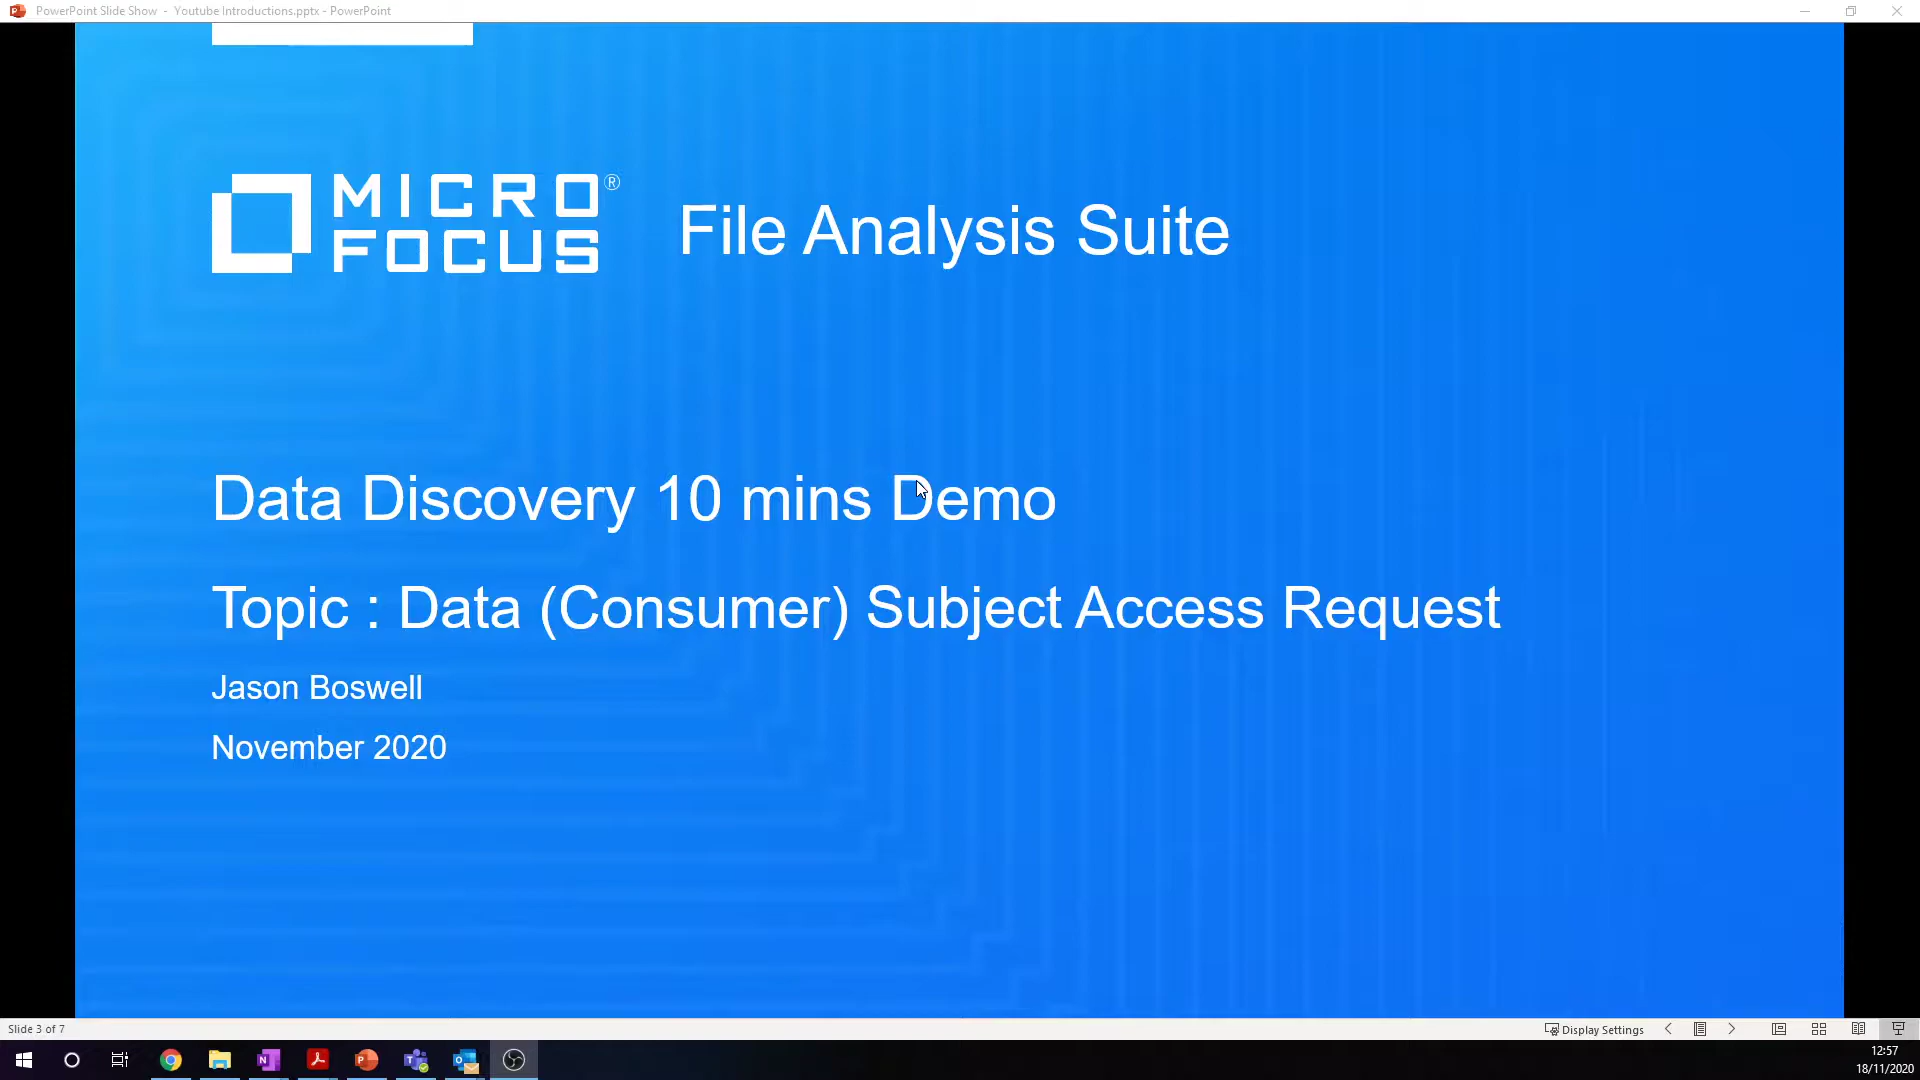 PowerPoint Slide Show - Youtube Introductions.pptx - PowerPoint
MICRO FOCUS®
File Analysis Suite
Data Discovery 10 mins Demo
Topic : Data (Consumer) Subject Access Request
Jason Boswell
November 2020
Slide 3 of 7
Display Settings
12:57
18/11/2020